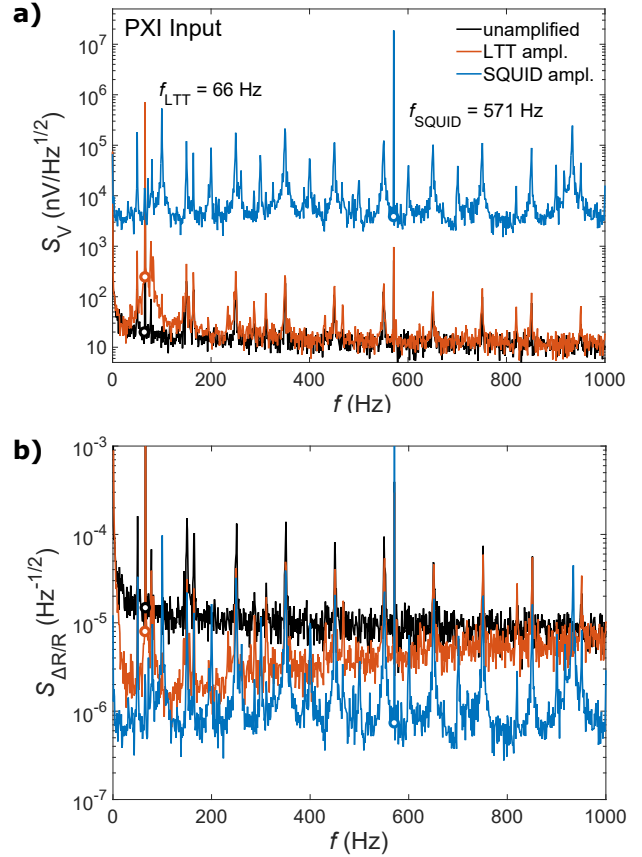 a)
PXI Input
unamplified
LTT ampl.
SQUID ampl.
f_LTT = 66 Hz
f_SQUID = 571 Hz
S_V (nV/Hz^1/2)
10^7
10^6
10^5
10^4
10^3
10^2
10
0 200 400 600 800 1000
f (Hz)
b)
S_ΔR/R (Hz^-1/2)
10^-3
10^-4
10^-5
10^-6
10^-7
0 200 400 600 800 1000
f (Hz)